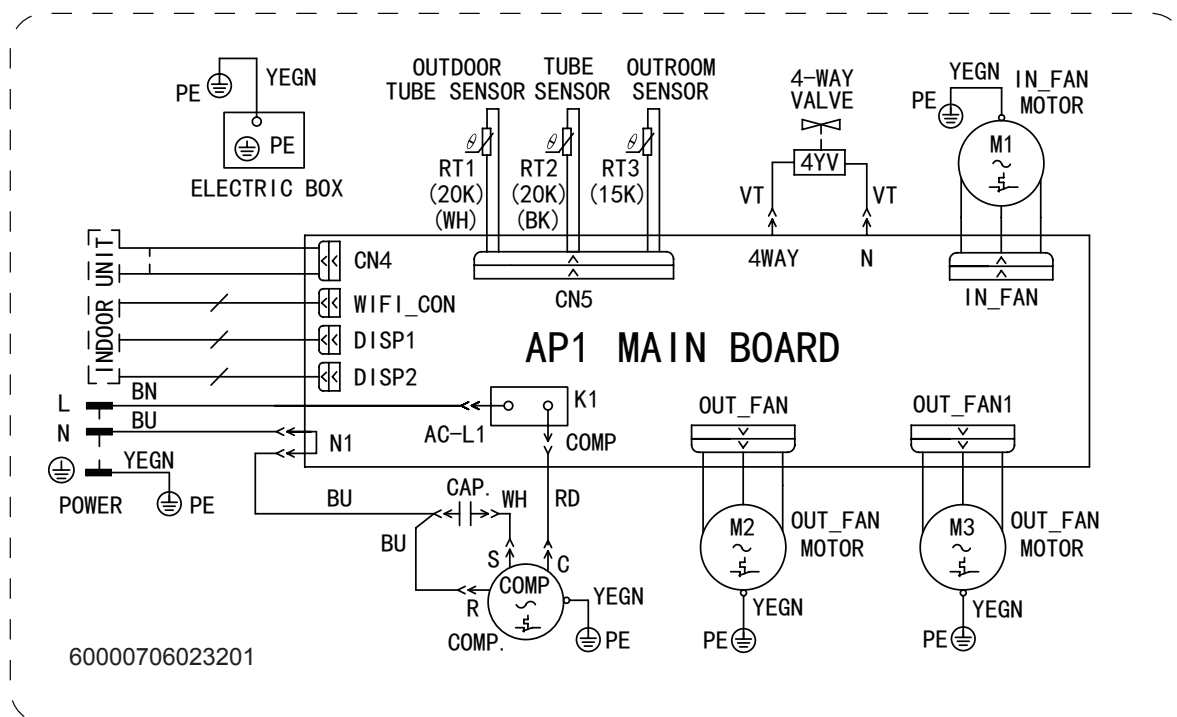 PE
YEGN
PE
ELECTRIC BOX
OUTDOOR
TUBE SENSOR
TUBE
SENSOR
OUTROOM
SENSOR
θ
RT1
(20K)
(WH)
θ
RT2
(20K)
(BK)
θ
RT3
(15K)
4-WAY
VALVE
4YV
VT
VT
4WAY
N
YEGN
PE
IN_FAN
MOTOR
M1
IN_FAN
INDOOR UNIT
CN4
WIFI_CON
DISP1
DISP2
CN5
AP1 MAIN BOARD
L
BN
N
BU
YEGN
POWER
PE
N1
AC-L1
K1
COMP
OUT_FAN
OUT_FAN1
BU
CAP.
WH
RD
BU
S
C
R
COMP
COMP.
YEGN
PE
M2
OUT_FAN
MOTOR
YEGN
PE
M3
OUT_FAN
MOTOR
YEGN
PE
60000706023201